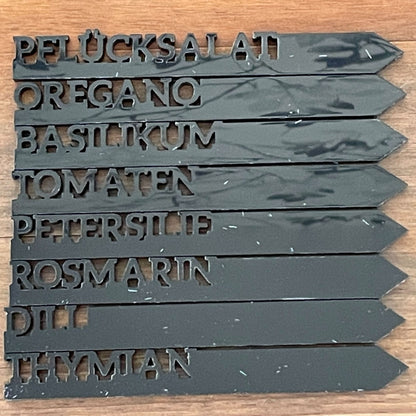 PFLÜCKSALAT
OREGANO
BASILIKUM
TOMATEN
PETERSILIE
ROSMARIN
DILL
THYMIAN